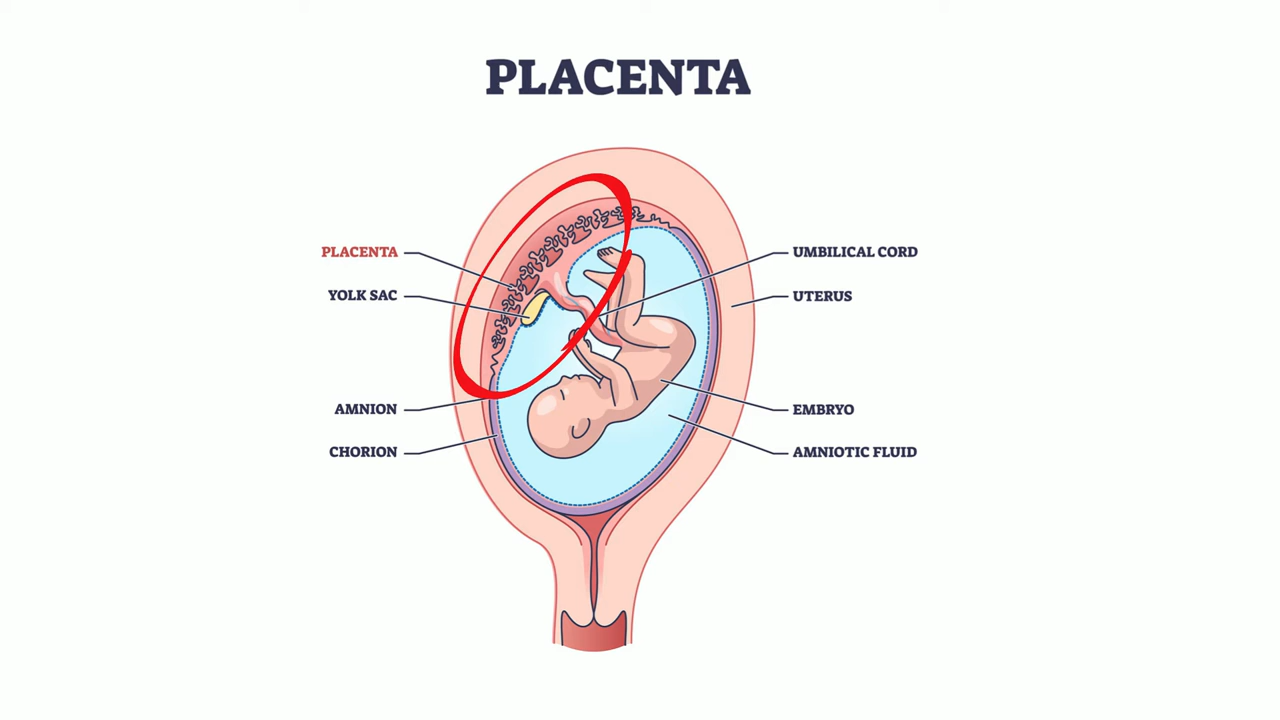 PLACENTA
PLACENTA
YOLK SAC
AMNION
CHORION
UMBILICAL CORD
UTERUS
EMBRYO
AMNIOTIC FLUID